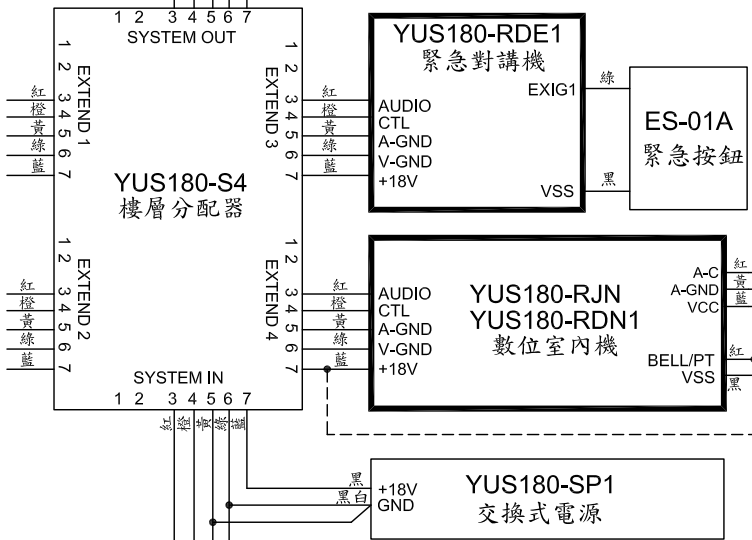 1 2 3 4 5 6 7
SYSTEM OUT
1
2
3
4
5
6
7
EXTEND 1
紅
橙
黃
綠
藍
1
2
3
4
5
6
7
EXTEND 3
紅
橙
黃
綠
藍
YUS180-S4
樓層分配器
1
2
3
4
5
6
7
EXTEND 2
紅
橙
黃
綠
藍
1
2
3
4
5
6
7
EXTEND 4
紅
橙
黃
綠
藍
SYSTEM IN
1 2 3 4 5 6 7
紅 橙 黃 綠 藍
YUS180-RDE1
緊急對講機
AUDIO
CTL
A-GND
V-GND
+18V
EXIG1
VSS
綠
黑
ES-01A
緊急按鈕
YUS180-RJN
YUS180-RDN1
數位室內機
AUDIO
CTL
A-GND
V-GND
+18V
A-C
A-GND
VCC
BELL/PT
VSS
紅
黃
藍
紅
黑
黑
黑白
+18V
GND
YUS180-SP1
交換式電源